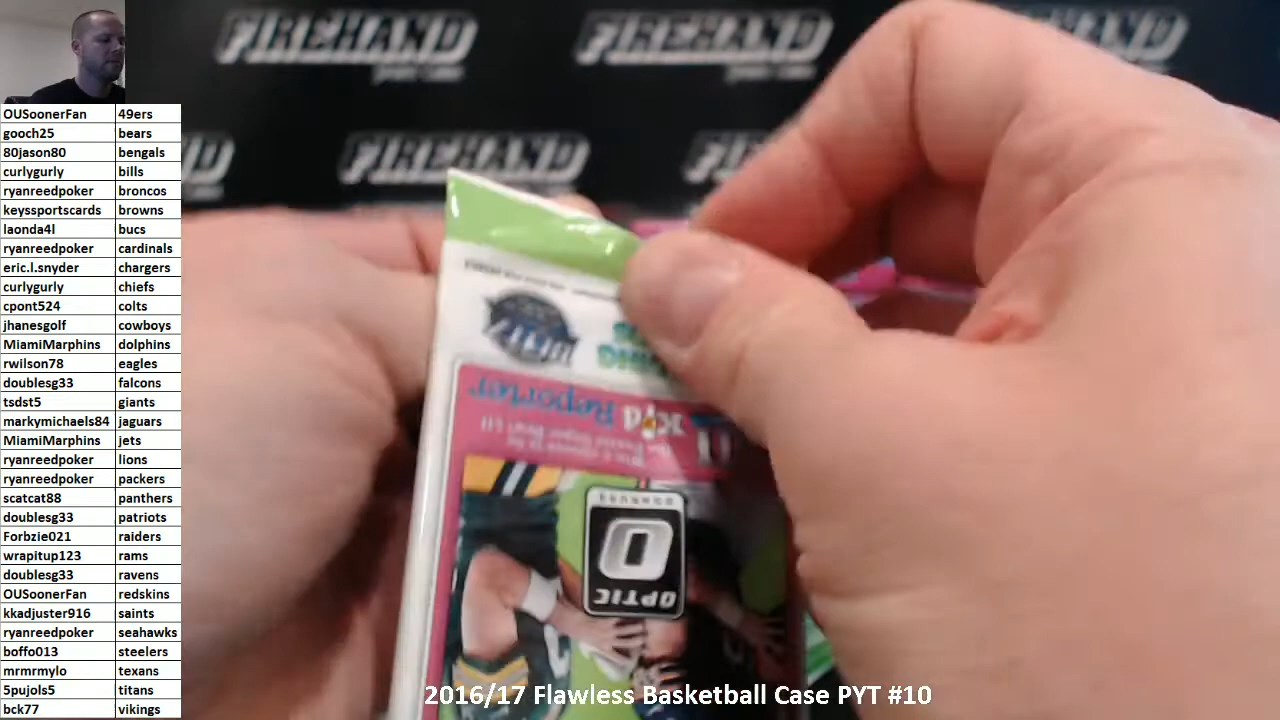 FIREHAND FIREHAND FIREHAND
FIREHAND FIREHAND
OUSoonerFan 49ers
gooch25 bears
80jason80 bengals
curlygurly bills
ryanreedpoker broncos
keyssportscards browns
laonda4l bucs
ryanreedpoker cardinals
eric.l.snyder chargers
curlygurly chiefs
cpont524 colts
jhanesgolf cowboys
MiamiMarphins dolphins
rwilson78 eagles
doublesg33 falcons
tsdst5 giants
markymichaels84 jaguars
MiamiMarphins jets
ryanreedpoker lions
ryanreedpoker packers
scatcat88 panthers
doublesg33 patriots
Forbzie021 raiders
wrapitup123 rams
doublesg33 ravens
OUSoonerFan redskins
kkadjuster916 saints
ryanreedpoker seahawks
boffo013 steelers
mrmrmylo texans
5pujols5 titans
bck77 vikings
Kid Reporter
DONRUSS
OPTIC
2016/17 Flawless Basketball Case PYT #10